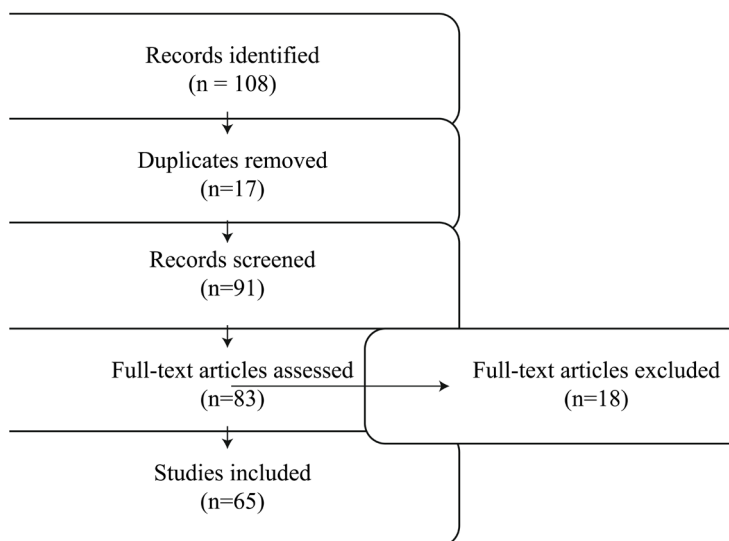 Records identified
(n = 108)
Duplicates removed
(n=17)
Records screened
(n=91)
Full-text articles assessed
(n=83)
Full-text articles excluded
(n=18)
Studies included
(n=65)